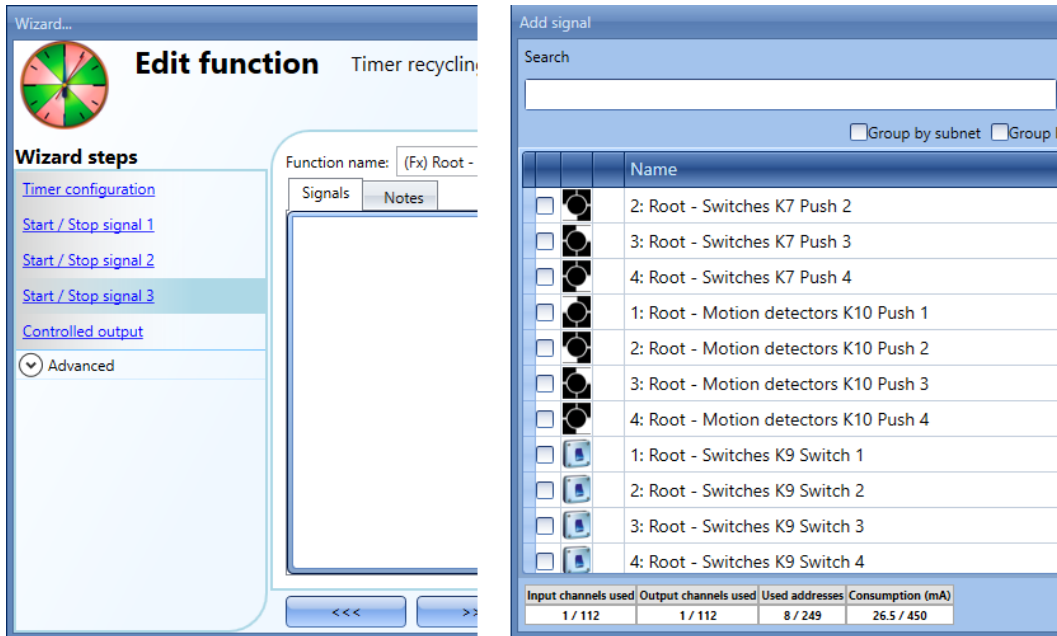 Wizard...
Edit function Timer recyclin
Wizard steps
Timer configuration
Start / Stop signal 1
Start / Stop signal 2
Start / Stop signal 3
Controlled output
Advanced
Function name: (Fx) Root -
Signals Notes
<<< >>
Add signal
Search
Group by subnet Group
Name
2: Root - Switches K7 Push 2
3: Root - Switches K7 Push 3
4: Root - Switches K7 Push 4
1: Root - Motion detectors K10 Push 1
2: Root - Motion detectors K10 Push 2
3: Root - Motion detectors K10 Push 3
4: Root - Motion detectors K10 Push 4
1: Root - Switches K9 Switch 1
2: Root - Switches K9 Switch 2
3: Root - Switches K9 Switch 3
4: Root - Switches K9 Switch 4
Input channels used Output channels used Used addresses Consumption (mA)
1 / 112 1 / 112 8 / 249 26.5 / 450